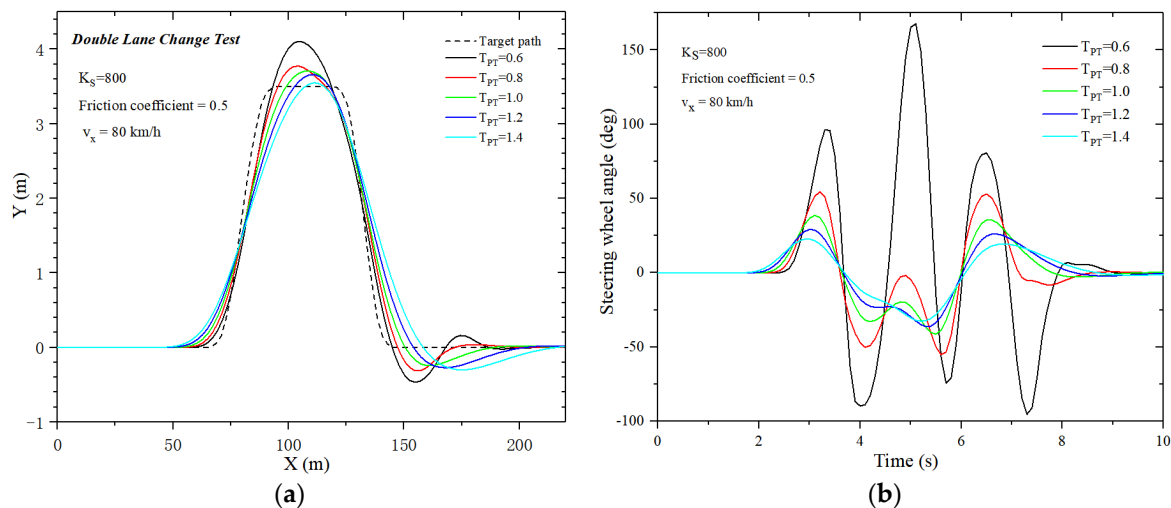 Double Lane Change Test
K_S=800
Friction coefficient = 0.5
v_x = 80 km/h
Target path
T_PT=0.6
T_PT=0.8
T_PT=1.0
T_PT=1.2
T_PT=1.4
Y (m)
4
3
2
1
0
-1
0 50 100 150 200
X (m)
(a)
K_S=800
Friction coefficient = 0.5
v_x = 80 km/h
T_PT=0.6
T_PT=0.8
T_PT=1.0
T_PT=1.2
T_PT=1.4
Steering wheel angle (deg)
150
100
50
0
-50
-100
0 2 4 6 8 10
Time (s)
(b)